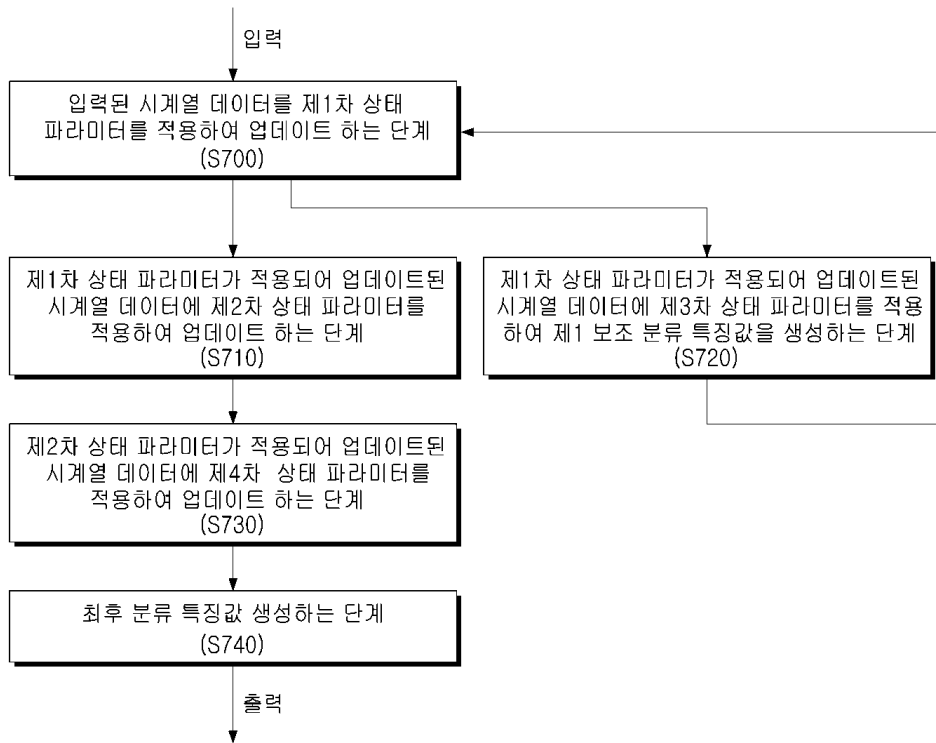 입력
입력된 시계열 데이터를 제1차 상태
파라미터를 적용하여 업데이트 하는 단계
(S700)
제1차 상태 파라미터가 적용되어 업데이트된
시계열 데이터에 제2차 상태 파라미터를
적용하여 업데이트 하는 단계
(S710)
제1차 상태 파라미터가 적용되어 업데이트된
시계열 데이터에 제3차 상태 파라미터를 적용
하여 제1 보조 분류 특징값을 생성하는 단계
(S720)
제2차 상태 파라미터가 적용되어 업데이트된
시계열 데이터에 제4차 상태 파라미터를
적용하여 업데이트 하는 단계
(S730)
최후 분류 특징값 생성하는 단계
(S740)
출력